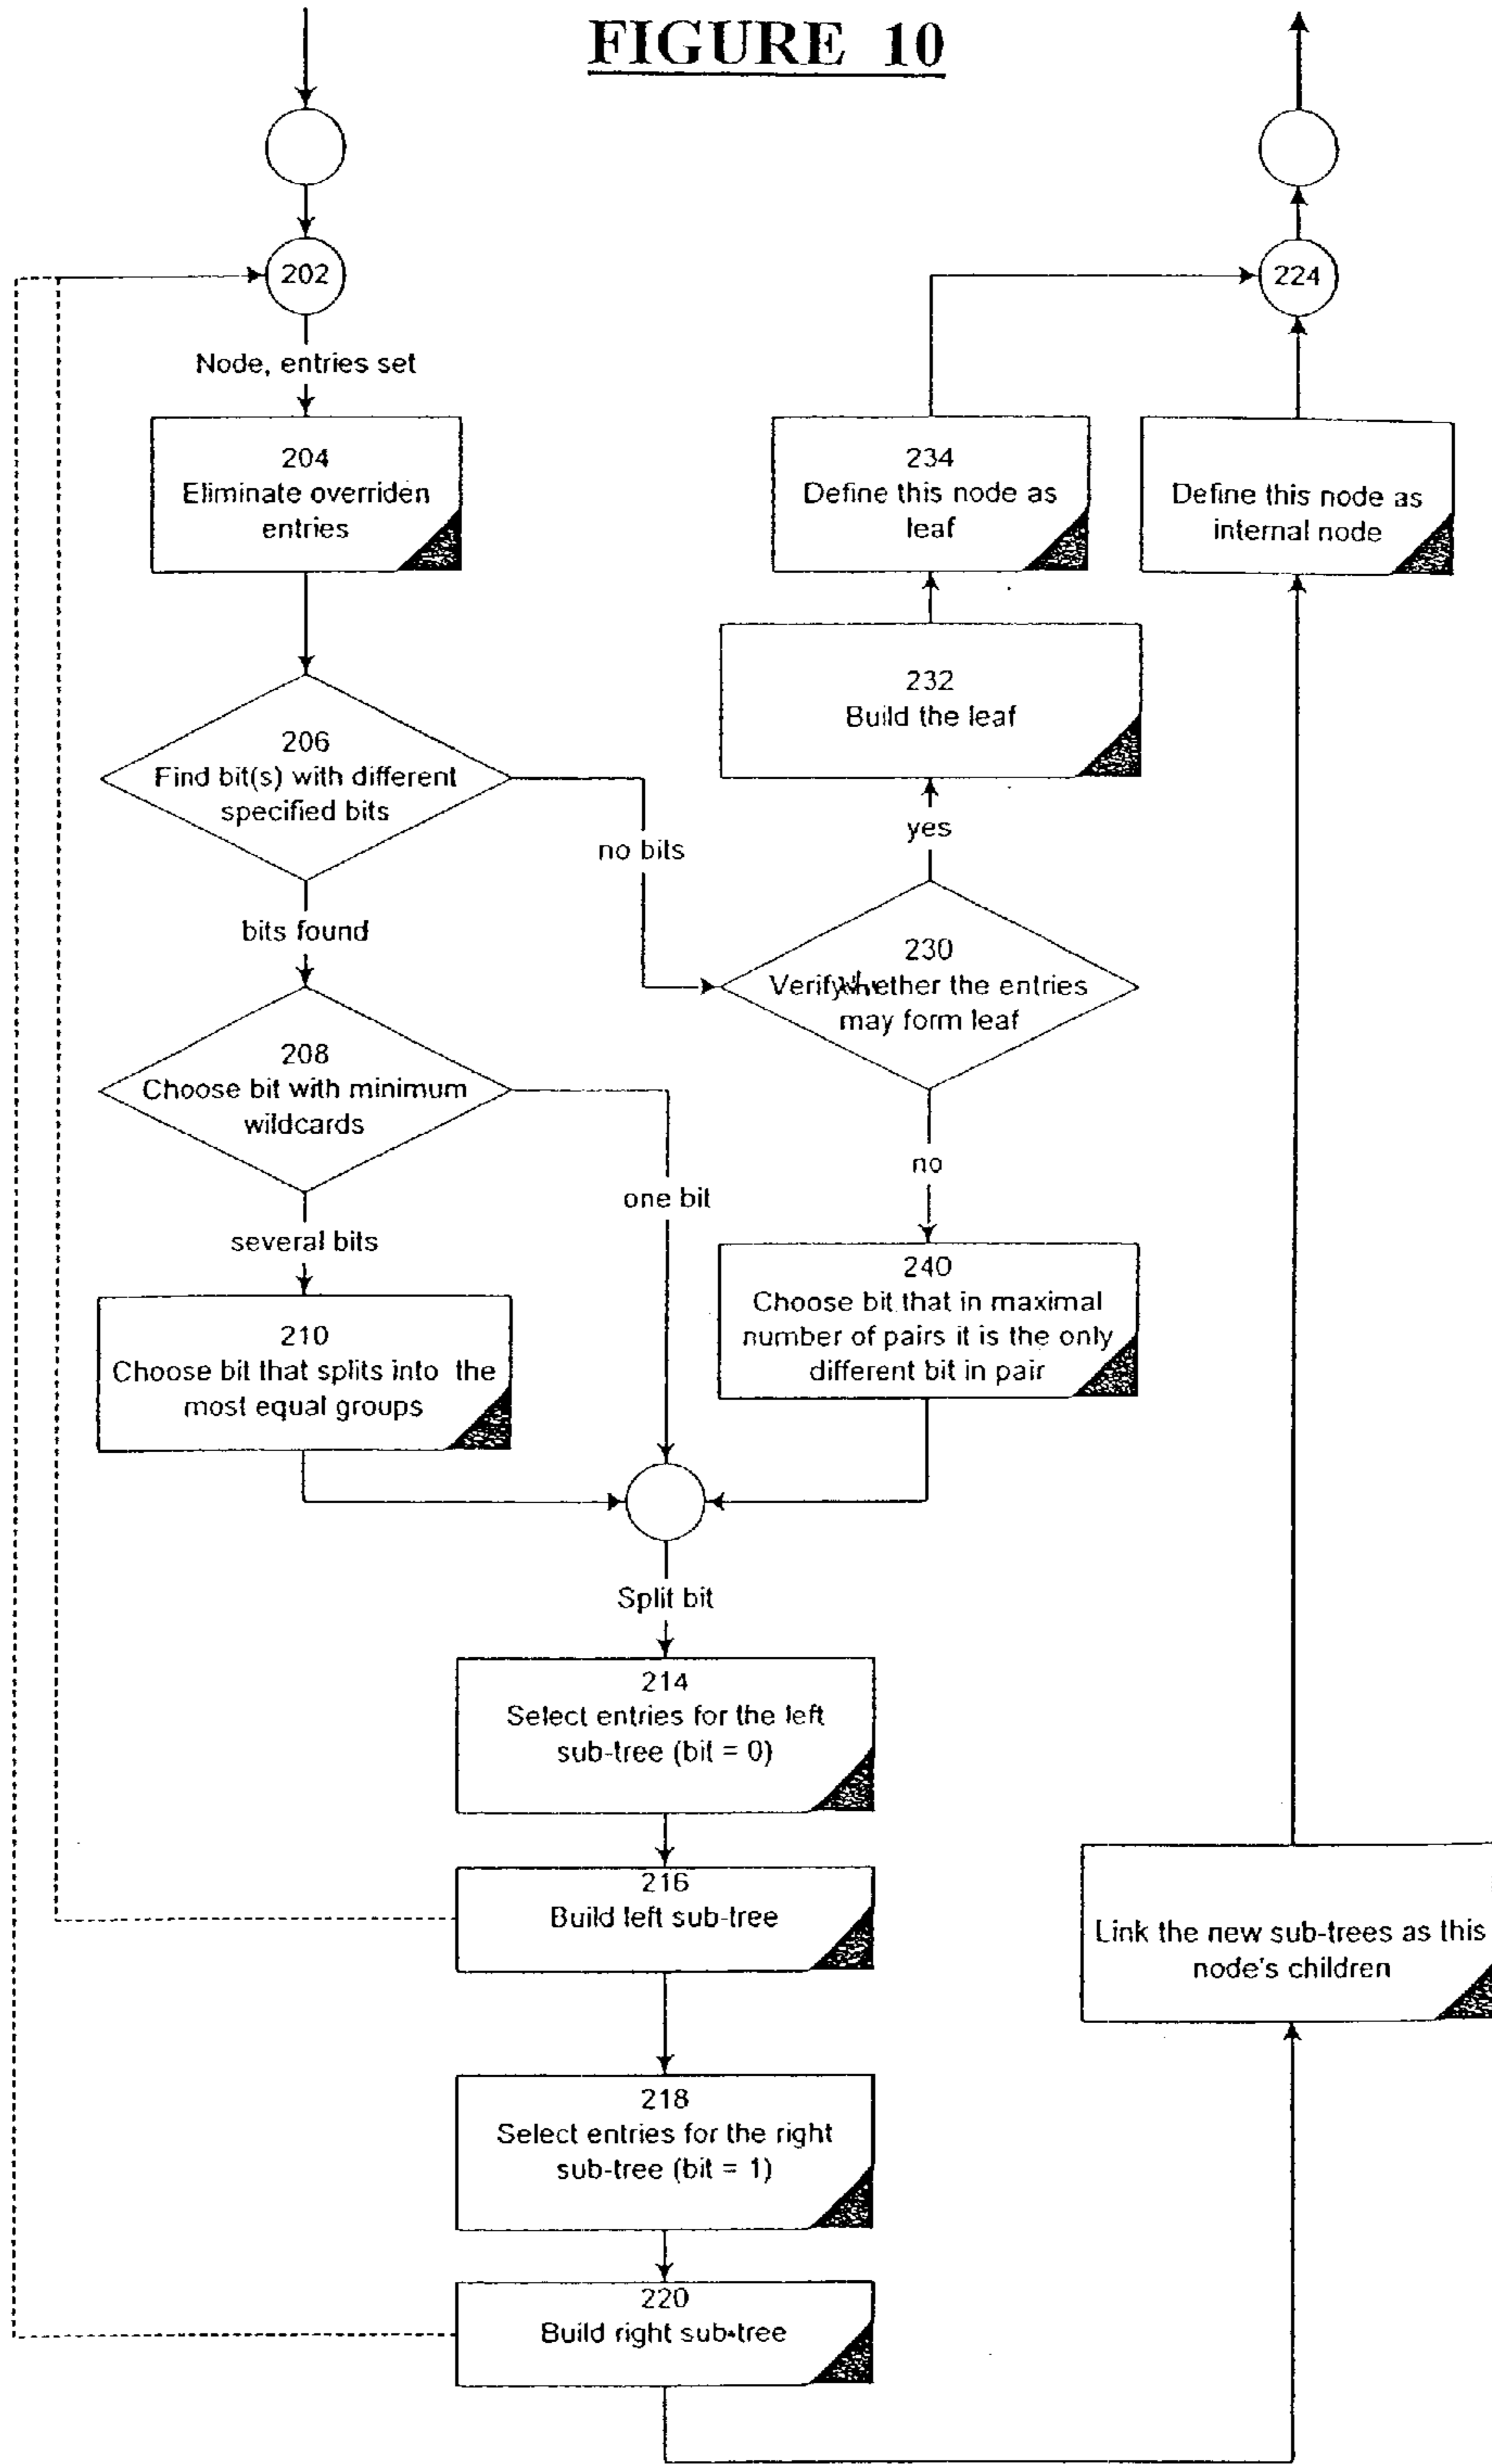 FIGURE 10
202
224
Node, entries set
204
Eliminate overriden
entries
234
Define this node as
leaf
Define this node as
internal node
232
Build the leaf
206
Find bit(s) with different
specified bits
no bits
yes
bits found
230
Verify whether the entries
may form leaf
208
Choose bit with minimum
wildcards
one bit
no
several bits
240
Choose bit that in maximal
number of pairs it is the only
different bit in pair
210
Choose bit that splits into the
most equal groups
Split bit
214
Select entries for the left
sub-tree (bit = 0)
216
Build left sub-tree
Link the new sub-trees as this
node's children
218
Select entries for the right
sub-tree (bit = 1)
220
Build right sub-tree